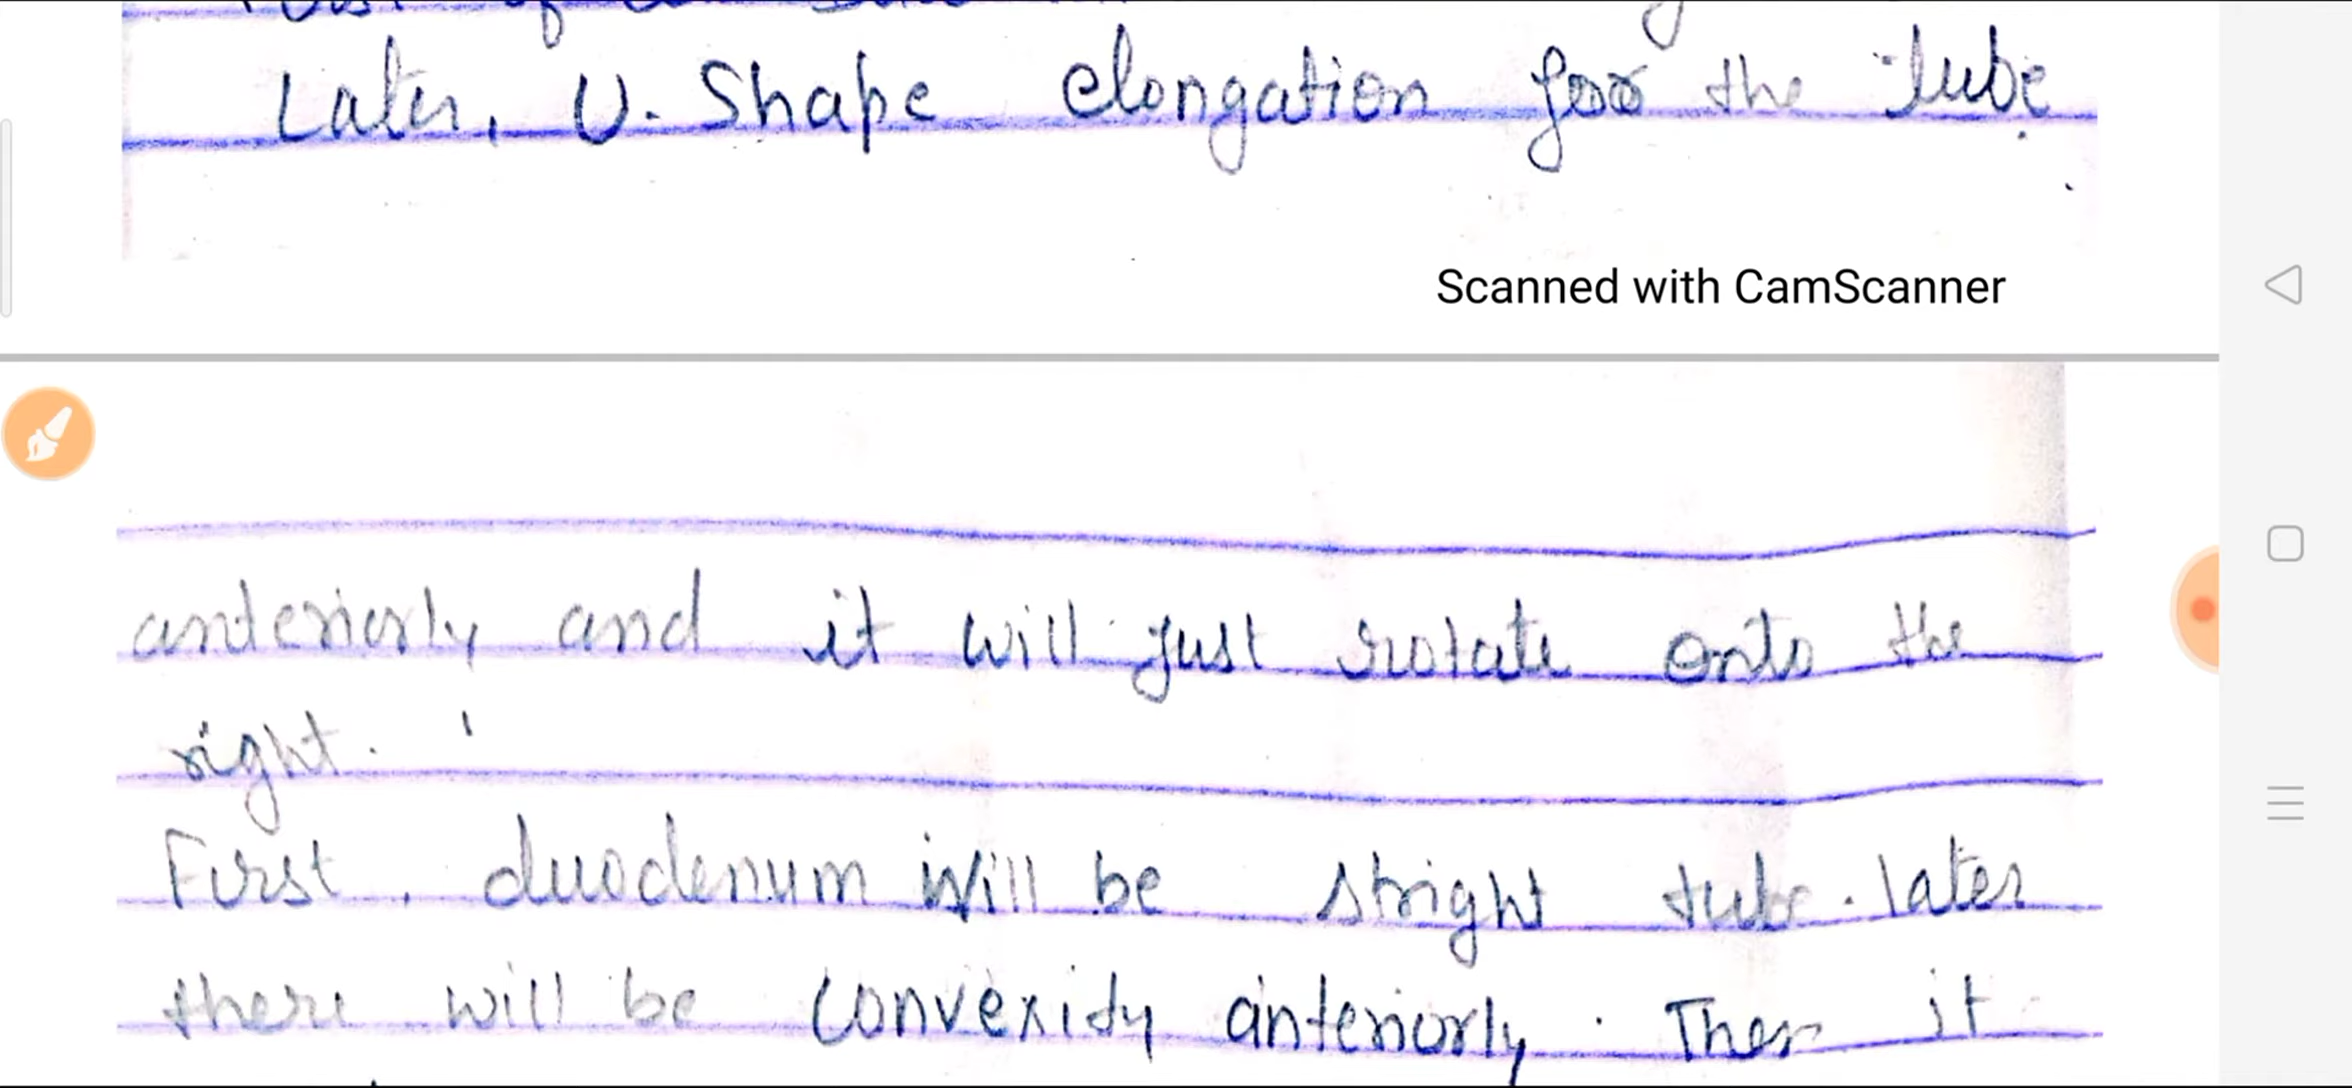 Later, U. Shape elongation for the tube
Scanned with CamScanner
anteriorly and it will just rotate onto the
right.
First, duodenum will be stright tube. later
there will be convexity anteriorly. Then it